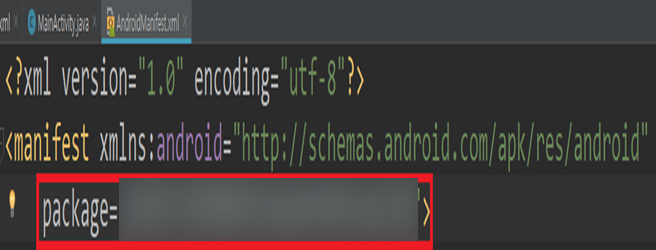 xml MainActivity.java AndroidManifest.xml
<?xml version="1.0" encoding="utf-8"?>
<manifest xmlns:android="http://schemas.android.com/apk/res/android"
package= ">